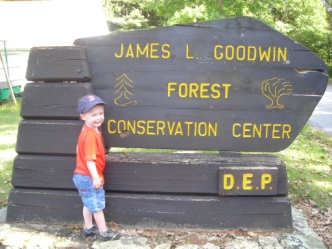 JAMES L. GOODWIN
FOREST
CONSERVATION CENTER
D.E.P.